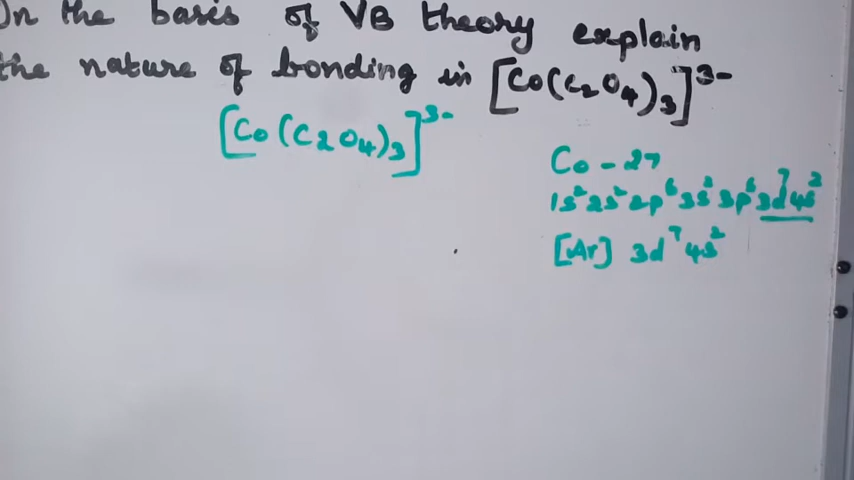 On the basis of VB theory explain
the nature of bonding in [Co(C₂O₄)₃]³⁻
[Co(C₂O₄)₃]³⁻
Co - 27
1s² 2s² 2p⁶ 3s² 3p⁶ 3d⁷ 4s²
[Ar] 3d⁷ 4s²